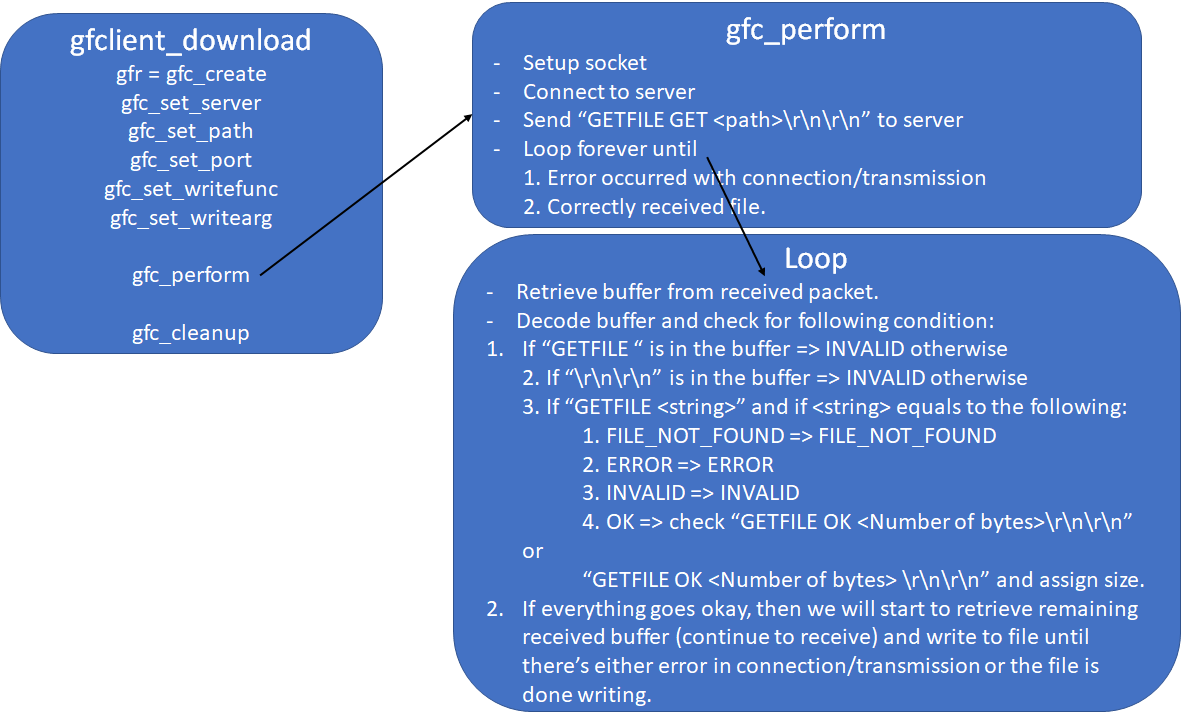 gfclient_download
gfr = gfc_create
gfc_set_server
gfc_set_path
gfc_set_port
gfc_set_writefunc
gfc_set_writearg
gfc_perform
gfc_cleanup
gfc_perform
- Setup socket
- Connect to server
- Send “GETFILE GET <path>\r\n\r\n” to server
- Loop forever until
1. Error occurred with connection/transmission
2. Correctly received file.
Loop
- Retrieve buffer from received packet.
- Decode buffer and check for following condition:
1. If “GETFILE “ is in the buffer => INVALID otherwise
2. If “\r\n\r\n” is in the buffer => INVALID otherwise
3. If “GETFILE <string>” and if <string> equals to the following:
1. FILE_NOT_FOUND => FILE_NOT_FOUND
2. ERROR => ERROR
3. INVALID => INVALID
4. OK => check “GETFILE OK <Number of bytes>\r\n\r\n”
or
“GETFILE OK <Number of bytes> \r\n\r\n” and assign size.
2. If everything goes okay, then we will start to retrieve remaining
received buffer (continue to receive) and write to file until
there’s either error in connection/transmission or the file is
done writing.